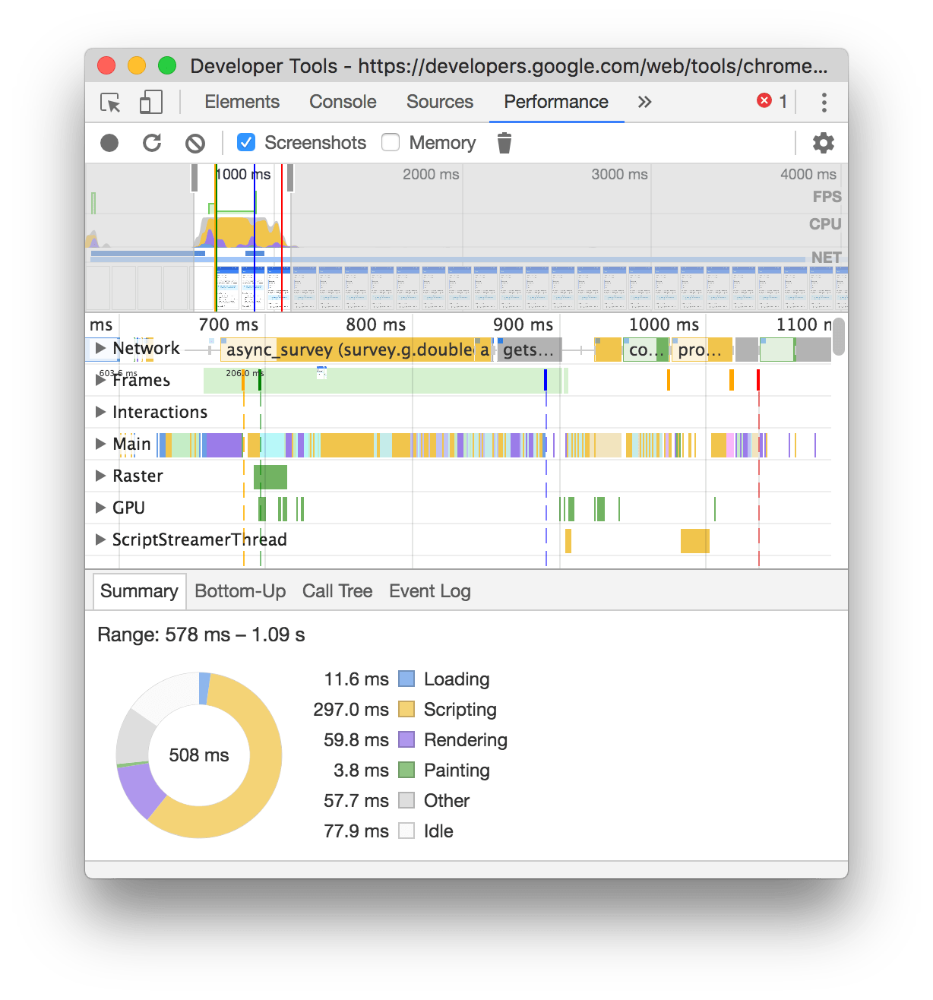 Developer Tools - https://developers.google.com/web/tools/chrome...
Elements Console Sources Performance » 1
Screenshots Memory
1000 ms 2000 ms 3000 ms 4000 ms
FPS
CPU
NET
ms 700 ms 800 ms 900 ms 1000 ms 1100 m
Network async_survey (survey.g.double a gets... co... pro...
603.6 ms 206.0 ms
Frames
Interactions
Main
Raster
GPU
ScriptStreamerThread
Summary Bottom-Up Call Tree Event Log
Range: 578 ms – 1.09 s
11.6 ms Loading
297.0 ms Scripting
59.8 ms Rendering
508 ms
3.8 ms Painting
57.7 ms Other
77.9 ms Idle